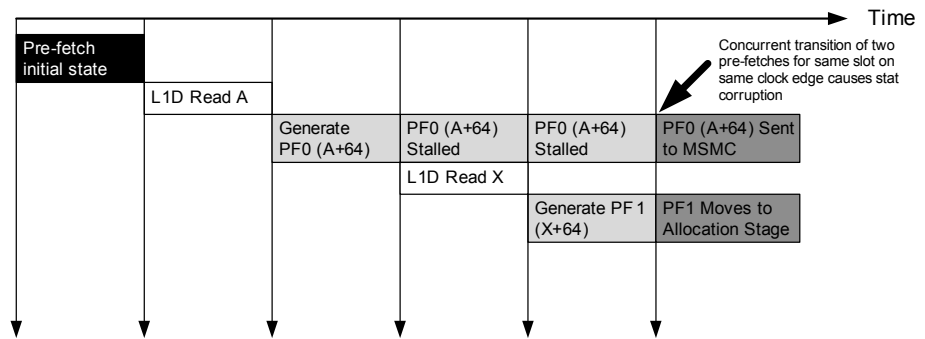 Time
Pre-fetch
initial state
Concurrent transition of two
pre-fetches for same slot on
same clock edge causes stat
corruption
L1D Read A
Generate
PF0 (A+64)
PF0 (A+64)
Stalled
PF0 (A+64)
Stalled
PF0 (A+64) Sent
to MSMC
L1D Read X
Generate PF1
(X+64)
PF1 Moves to
Allocation Stage